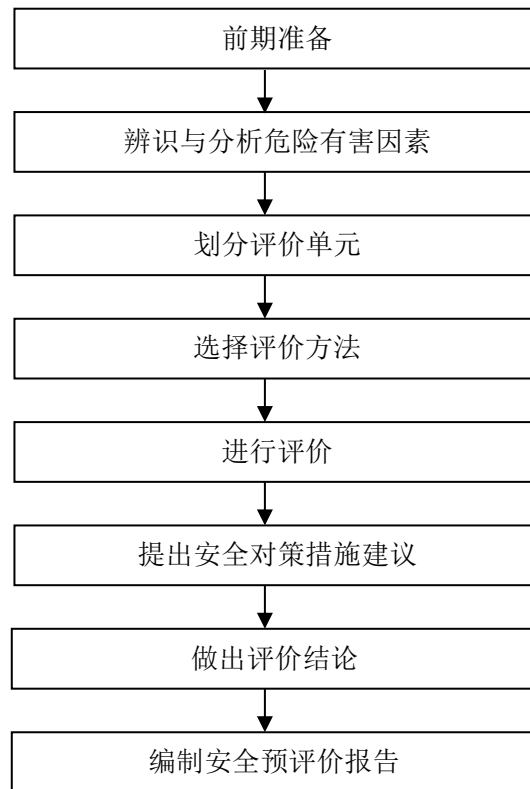 前期准备
辨识与分析危险有害因素
划分评价单元
选择评价方法
进行评价
提出安全对策措施建议
做出评价结论
编制安全预评价报告